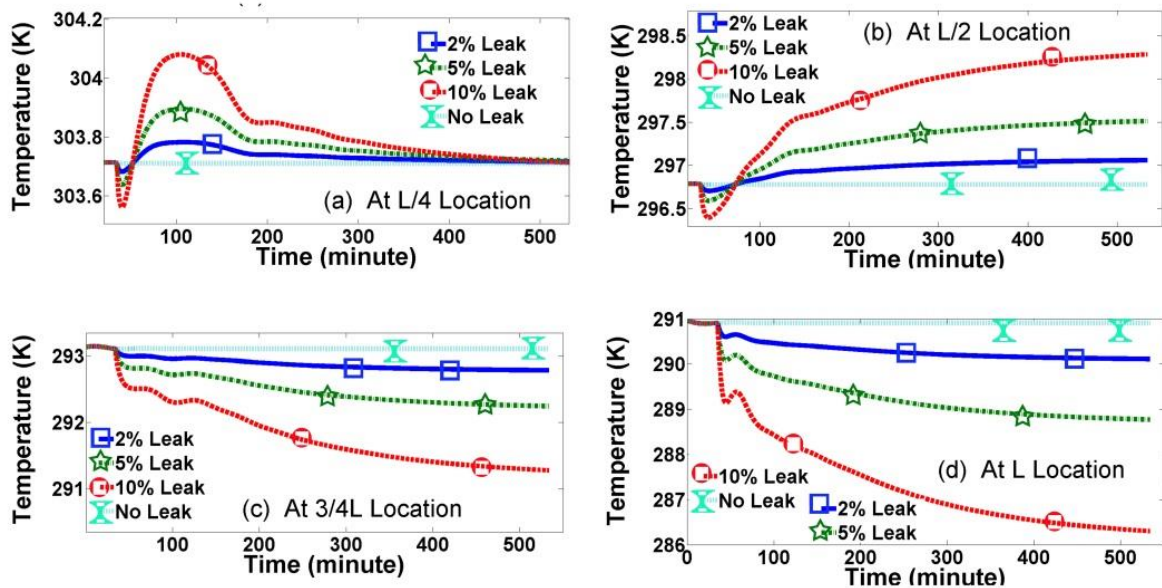 304.2
304
303.8
303.6
Temperature (K)
2% Leak
5% Leak
10% Leak
No Leak
(a) At L/4 Location
100 200 300 400 500
Time (minute)
298.5
298
297.5
297
296.5
Temperature (K)
(b) At L/2 Location
2% Leak
5% Leak
10% Leak
No Leak
100 200 300 400 500
Time (minute)
293
292
291
Temperature (K)
2% Leak
5% Leak
10% Leak
No Leak
(c) At 3/4L Location
100 200 300 400 500
Time (minute)
291
290
289
288
287
286
Temperature (K)
(d) At L Location
10% Leak
No Leak
2% Leak
5% Leak
0 100 200 300 400 500
Time (minute)